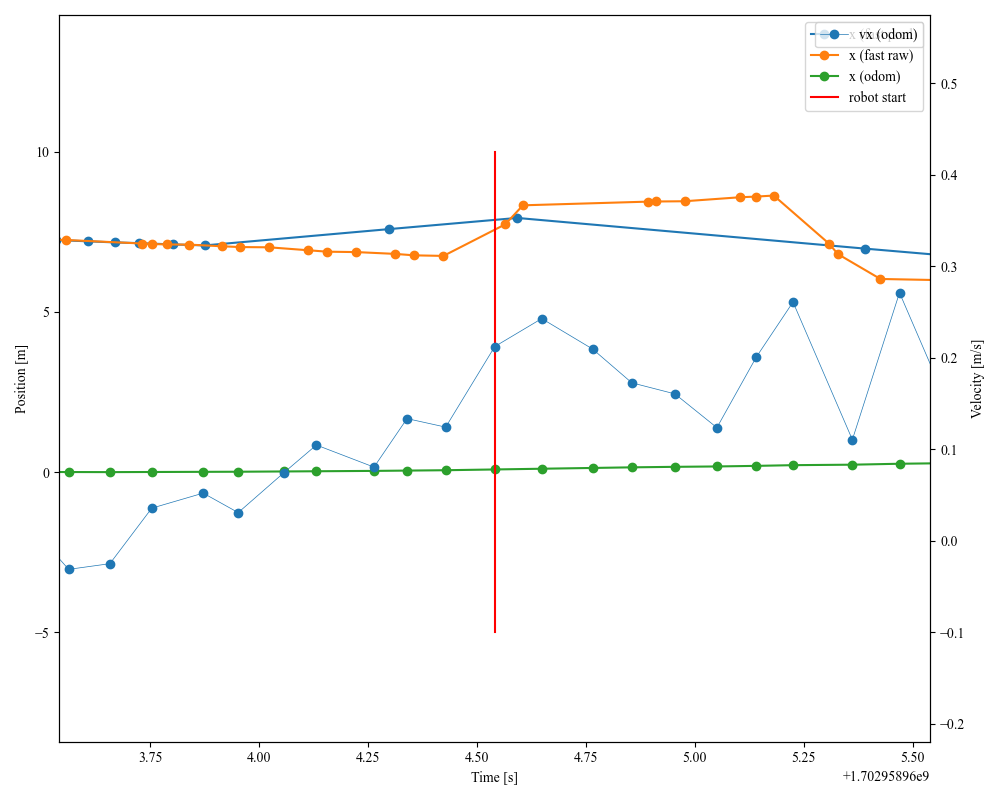 vx (odom)
x (fast raw)
x (odom)
robot start
10
5
0
−5
Position [m]
0.5
0.4
0.3
0.2
0.1
0.0
−0.1
−0.2
Velocity [m/s]
3.75 4.00 4.25 4.50 4.75 5.00 5.25 5.50
Time [s]
+1.70295896e9